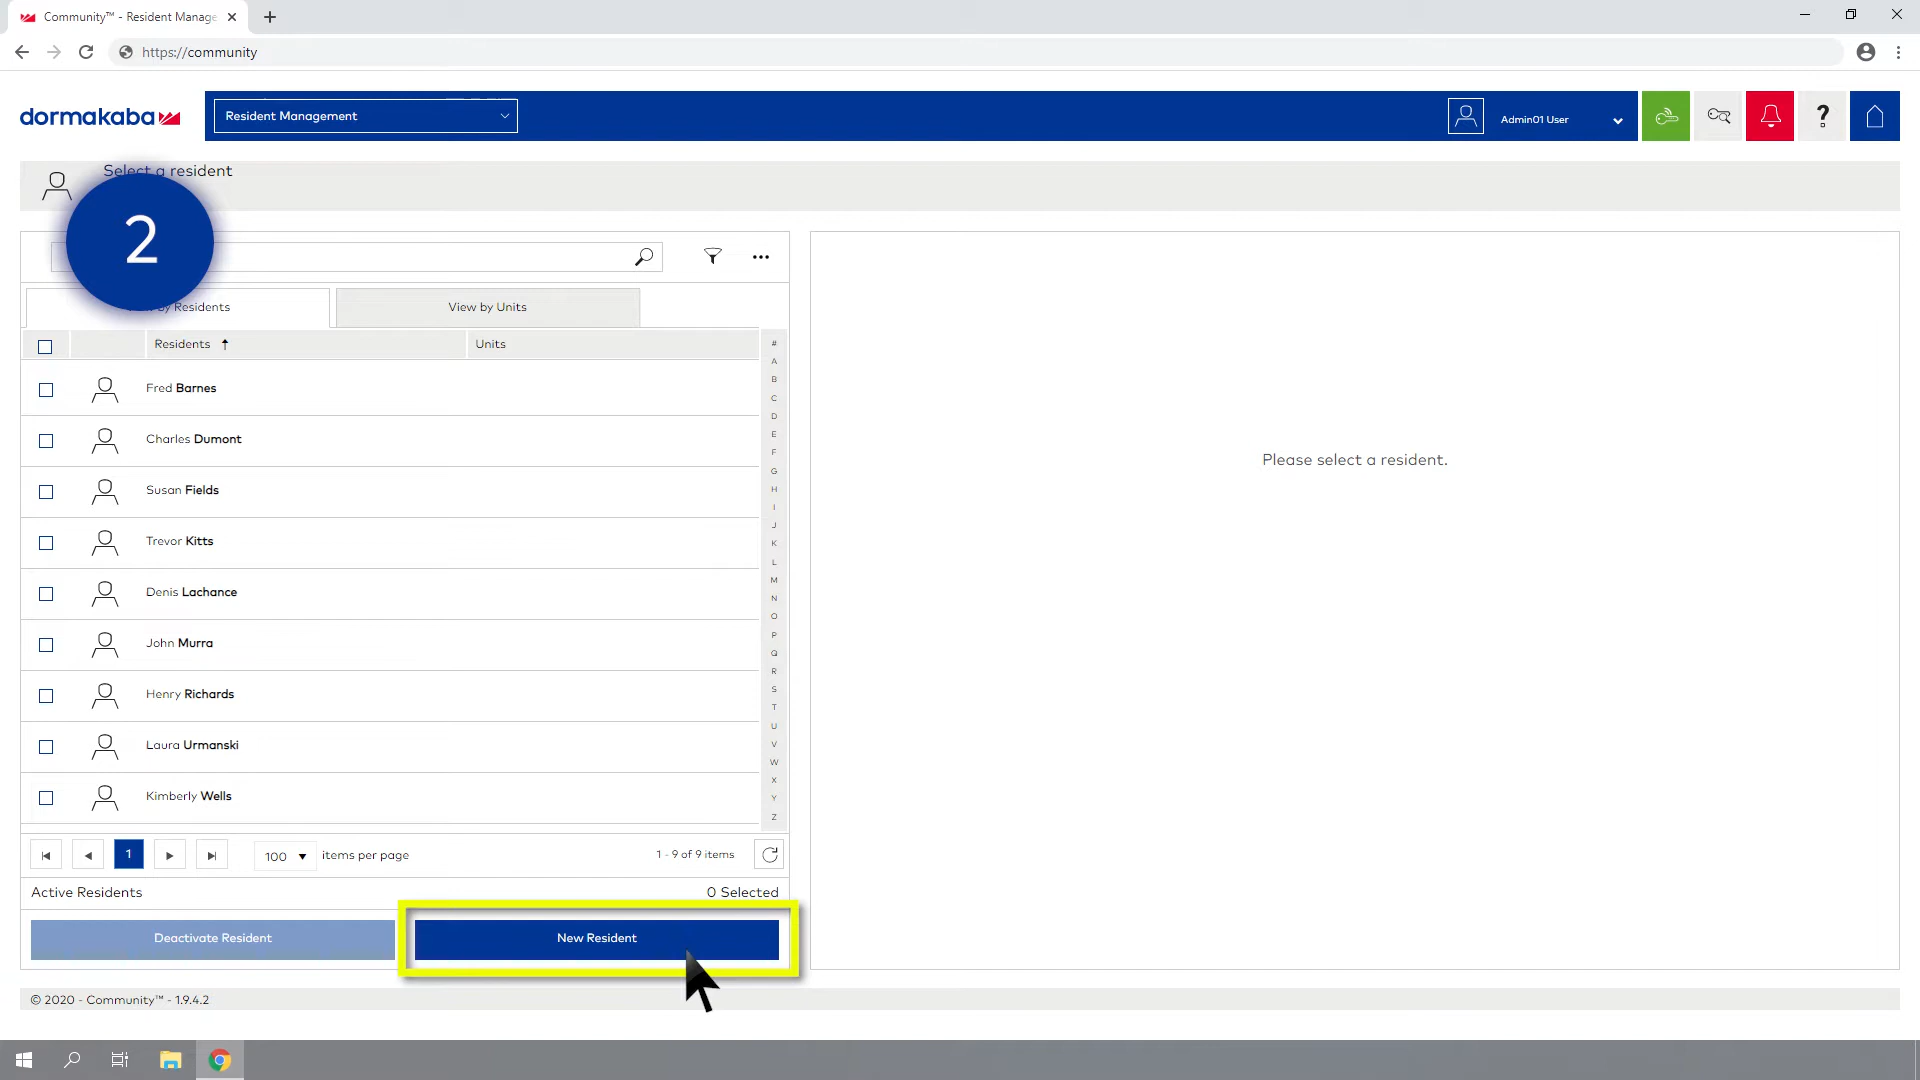 Community™ - Resident Manage
https://community
dormakaba
Resident Management
Admin01 User
?
Select a resident
2
by Residents
View by Units
Residents
Units
Fred Barnes
Charles Dumont
Susan Fields
Trevor Kitts
Denis Lachance
John Murra
Henry Richards
Laura Urmanski
Kimberly Wells
#
A
B
C
D
E
F
G
H
I
J
K
L
M
N
O
P
Q
R
S
T
U
V
W
X
Y
Z
Please select a resident.
1
100
items per page
1 - 9 of 9 items
Active Residents
0 Selected
Deactivate Resident
New Resident
© 2020 - Community™ - 1.9.4.2